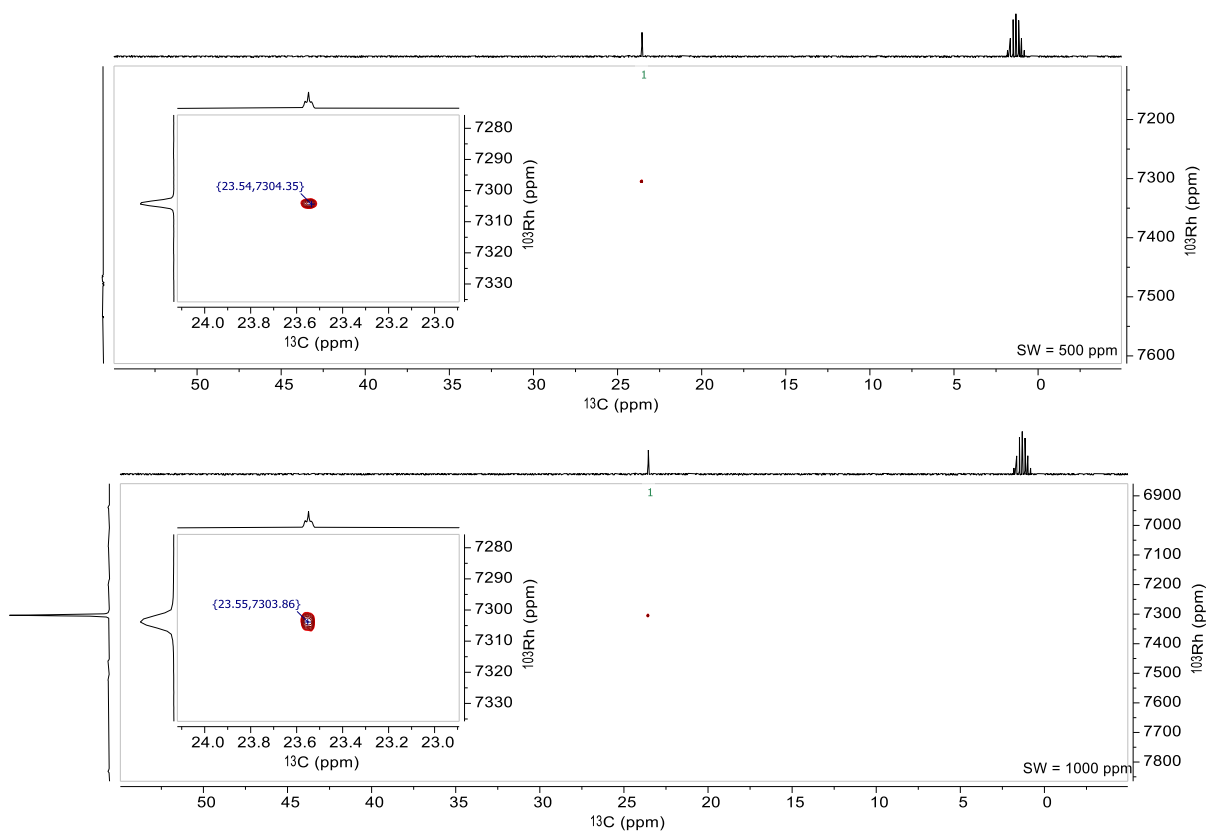 1
7280
7290
7300
7310
7320
7330
{23.54,7304.35}
103Rh (ppm)
24.0 23.8 23.6 23.4 23.2 23.0
13C (ppm)
7200
7300
7400
7500
7600
103Rh (ppm)
SW = 500 ppm
50 45 40 35 30 25 20 15 10 5 0
13C (ppm)
1
7280
7290
7300
7310
7320
7330
{23.55,7303.86}
103Rh (ppm)
24.0 23.8 23.6 23.4 23.2 23.0
13C (ppm)
6900
7000
7100
7200
7300
7400
7500
7600
7700
7800
103Rh (ppm)
SW = 1000 ppm
50 45 40 35 30 25 20 15 10 5 0
13C (ppm)